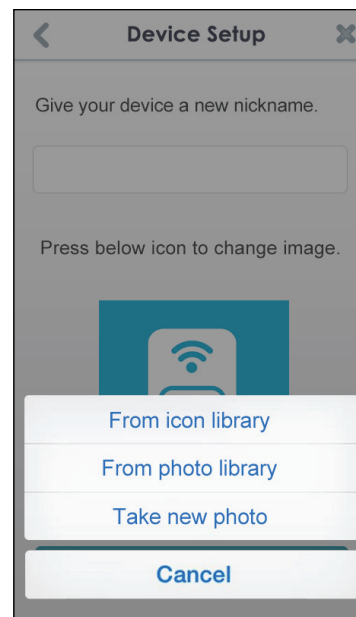 Device Setup
Give your device a new nickname.
Press below icon to change image.
From icon library
From photo library
Take new photo
Cancel